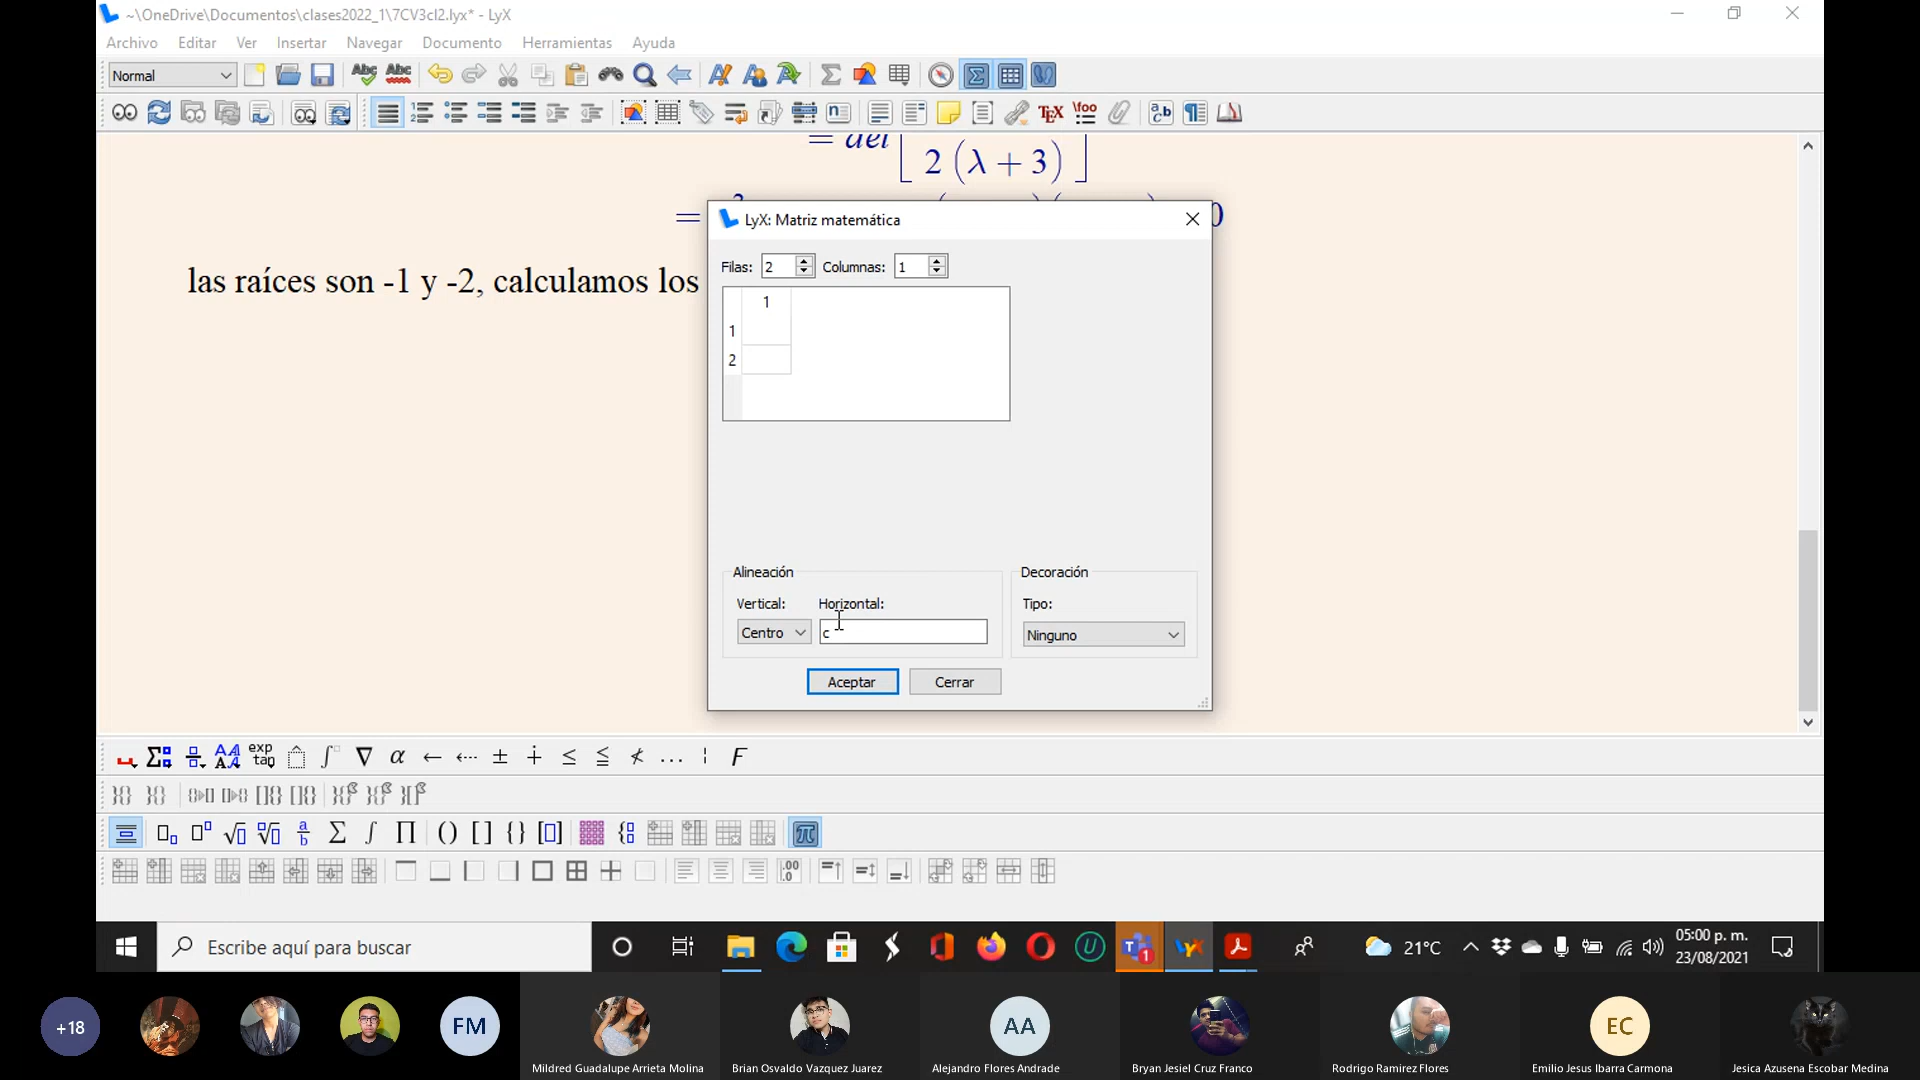 ~\OneDrive\Documentos\clases2022_1\7CV3cl2.lyx* - LyX
Archivo Editar Ver Insertar Navegar Documento Herramientas Ayuda
Normal
= det
2 (λ + 3)
= 0
las raíces son -1 y -2, calculamos los
LyX: Matriz matemática
Filas: 2 Columnas: 1
1
1
2
Alineación
Decoración
Vertical: Horizontal:
Tipo:
Centro c
Ninguno
Aceptar Cerrar
exp
tag
F
Escribe aquí para buscar
21°C
05:00 p. m.
23/08/2021
+18
FM
AA
EC
Mildred Guadalupe Arrieta Molina
Brian Osvaldo Vazquez Juarez
Alejandro Flores Andrade
Bryan Jesiel Cruz Franco
Rodrigo Ramirez Flores
Emilio Jesus Ibarra Carmona
Jesica Azusena Escobar Medina